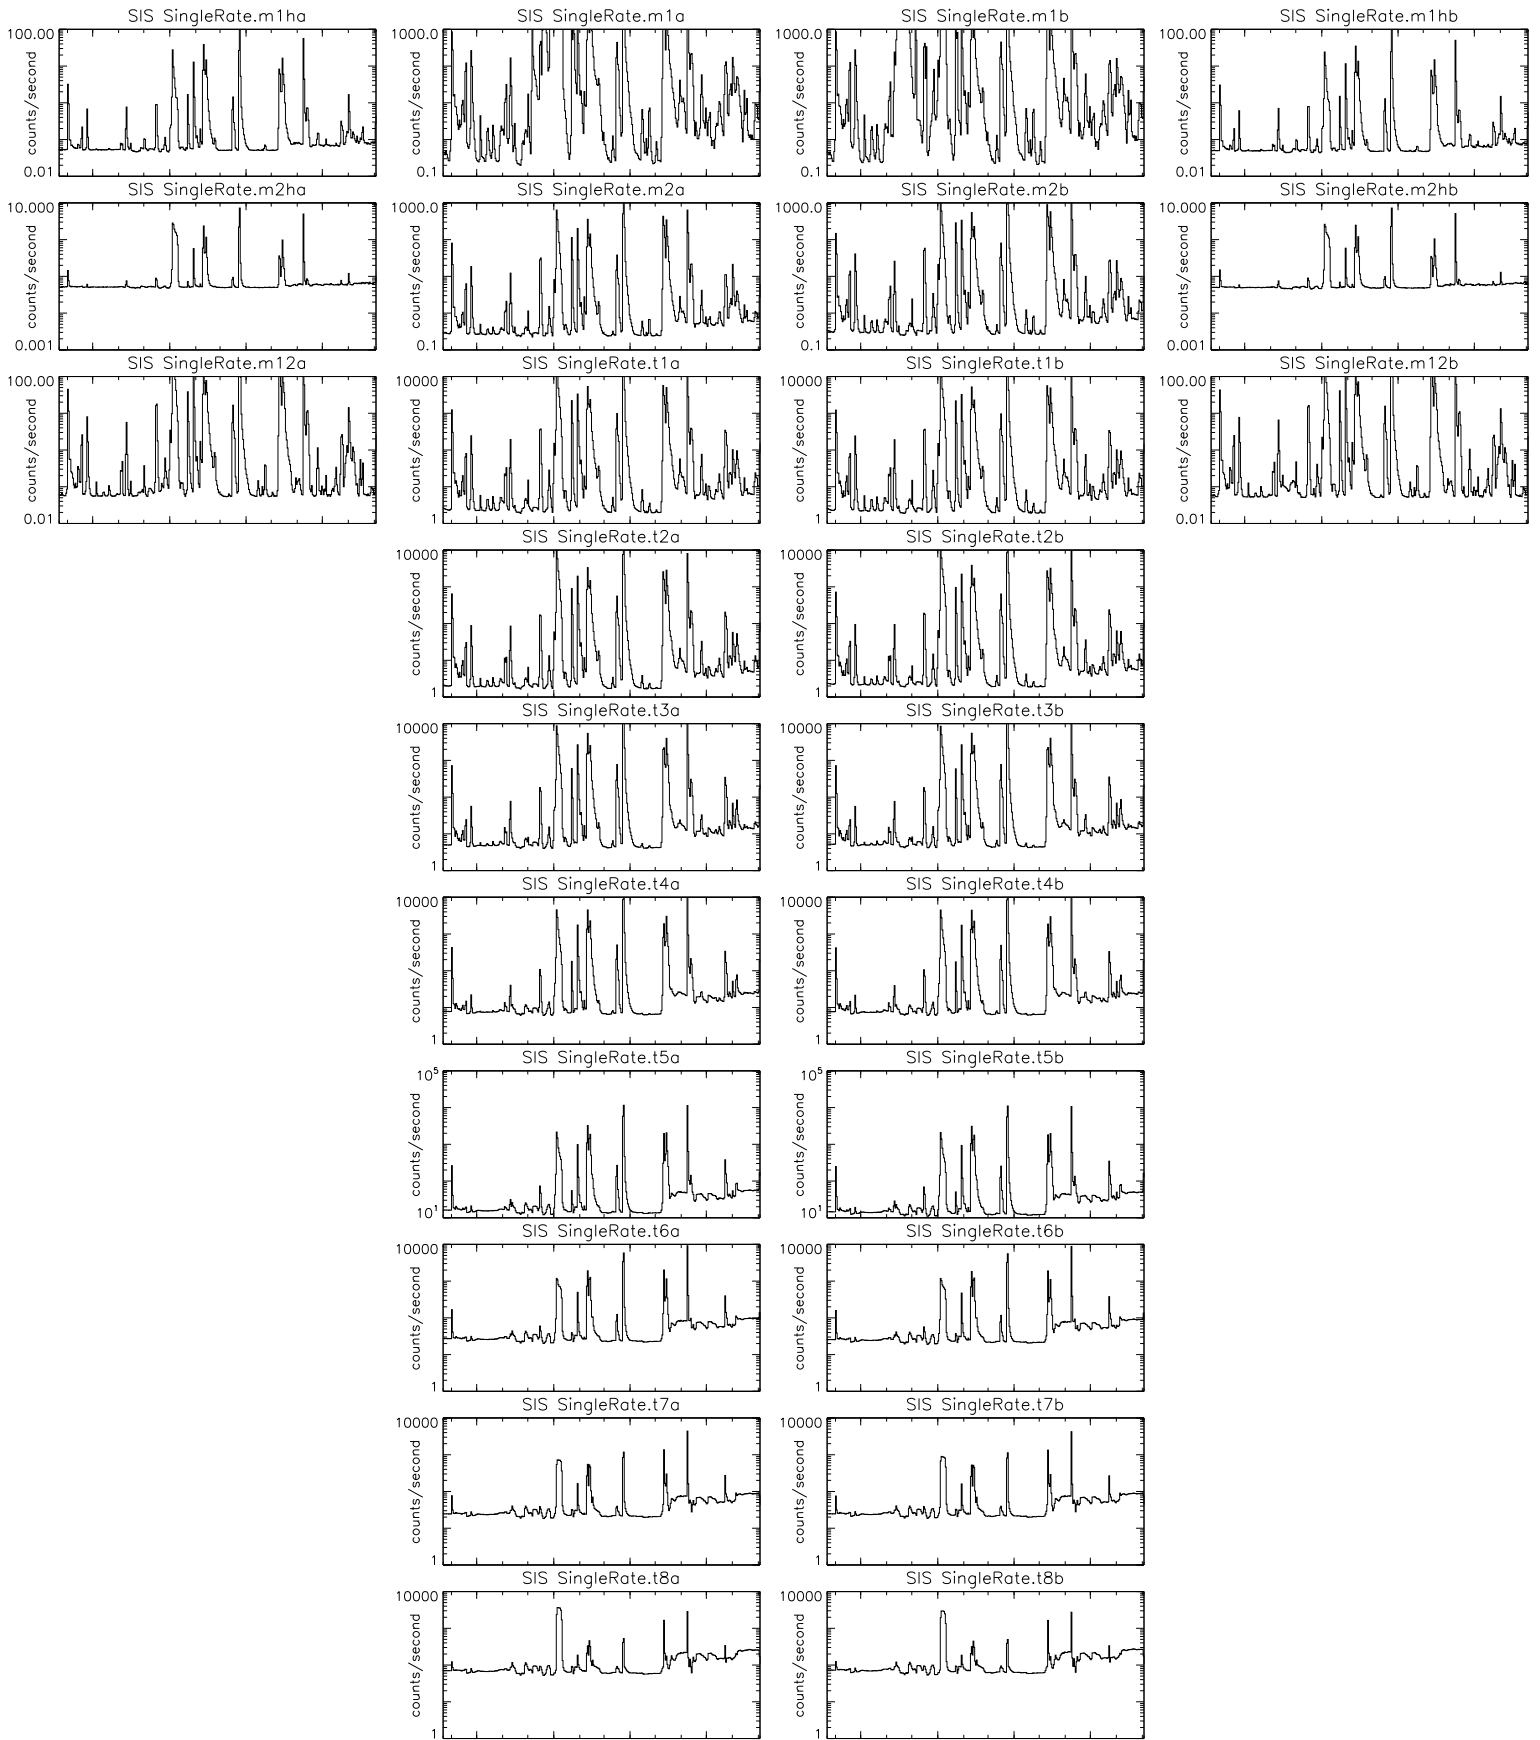 SIS SingleRate.m1ha
100.00
counts/second
0.01
SIS SingleRate.m1a
1000.0
counts/second
0.1
SIS SingleRate.m1b
1000.0
counts/second
0.1
SIS SingleRate.m1hb
100.00
counts/second
0.01
SIS SingleRate.m2ha
10.000
counts/second
0.001
SIS SingleRate.m2a
1000.0
counts/second
0.1
SIS SingleRate.m2b
1000.0
counts/second
0.1
SIS SingleRate.m2hb
10.000
counts/second
0.001
SIS SingleRate.m12a
100.00
counts/second
0.01
SIS SingleRate.t1a
10000
counts/second
1
SIS SingleRate.t1b
10000
counts/second
1
SIS SingleRate.m12b
100.00
counts/second
0.01
SIS SingleRate.t2a
10000
counts/second
1
SIS SingleRate.t2b
10000
counts/second
1
SIS SingleRate.t3a
10000
counts/second
1
SIS SingleRate.t3b
10000
counts/second
1
SIS SingleRate.t4a
10000
counts/second
1
SIS SingleRate.t4b
10000
counts/second
1
SIS SingleRate.t5a
10⁵
counts/second
10¹
SIS SingleRate.t5b
10⁵
counts/second
10¹
SIS SingleRate.t6a
10000
counts/second
1
SIS SingleRate.t6b
10000
counts/second
1
SIS SingleRate.t7a
10000
counts/second
1
SIS SingleRate.t7b
10000
counts/second
1
SIS SingleRate.t8a
10000
counts/second
1
SIS SingleRate.t8b
10000
counts/second
1